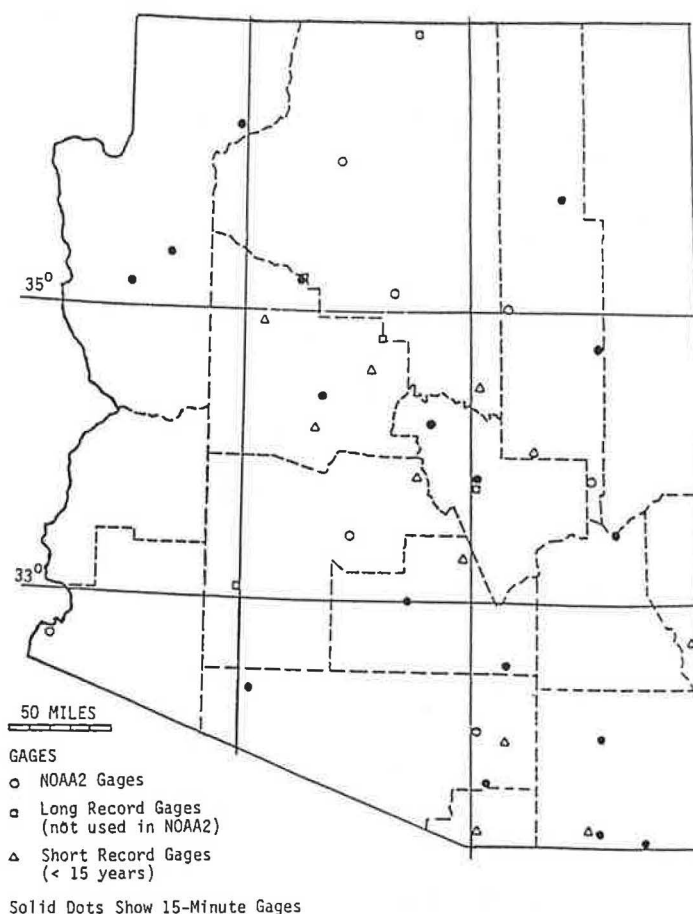 35°
33°
50 MILES
GAGES
NOAA2 Gages
Long Record Gages
(not used in NOAA2)
Short Record Gages
(< 15 years)
Solid Dots Show 15-Minute Gages